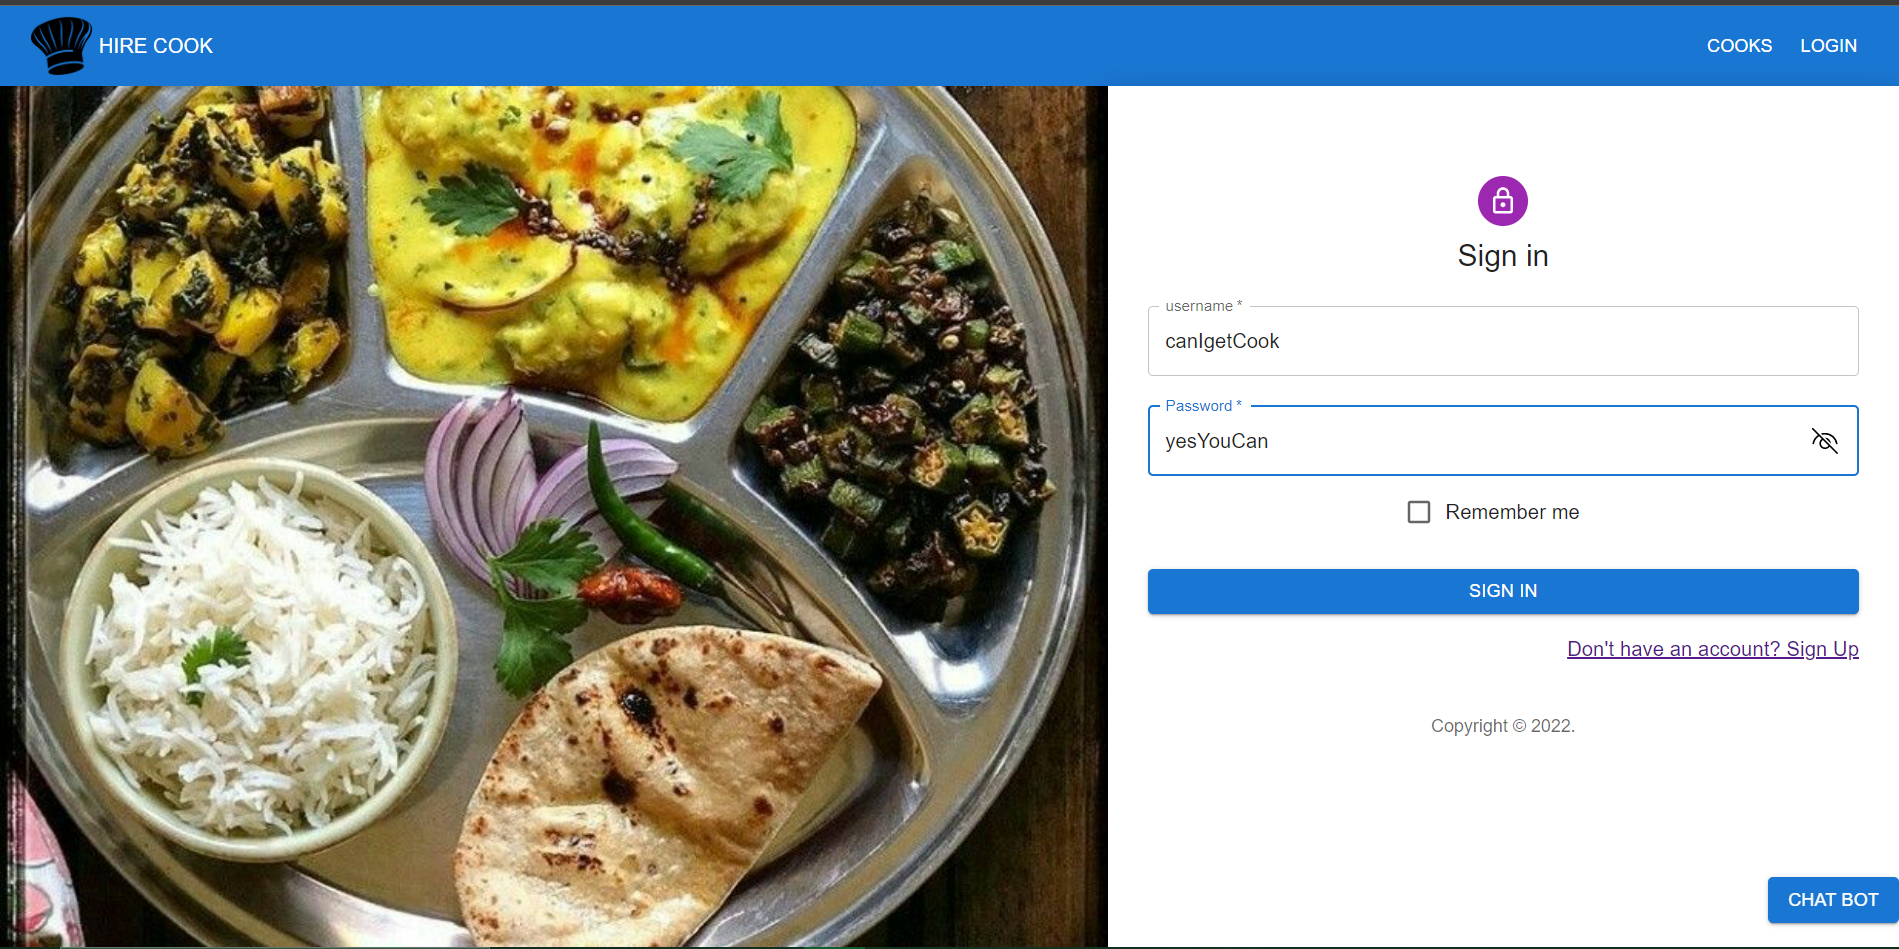 HIRE COOK
COOKS LOGIN
Sign in
username *
canIgetCook
Password *
yesYouCan
Remember me
SIGN IN
Don't have an account? Sign Up
Copyright © 2022.
CHAT BOT